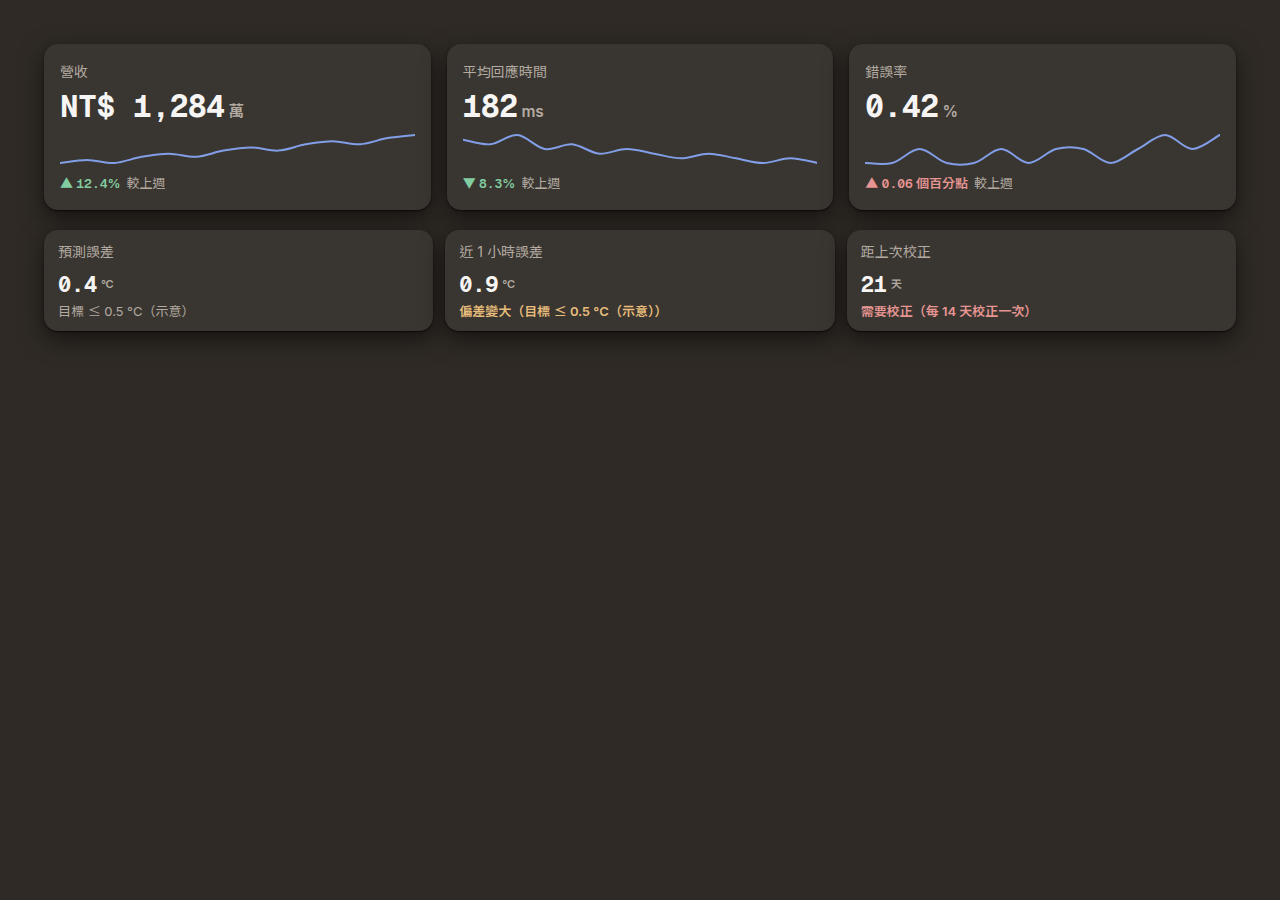 營收
NT$ 1,284 萬
▲ 12.4% 較上週
平均回應時間
182 ms
▼ 8.3% 較上週
錯誤率
0.42 %
▲ 0.06 個百分點 較上週
預測誤差
0.4 °C
目標 ≤ 0.5 °C（示意）
近 1 小時誤差
0.9 °C
偏差變大（目標 ≤ 0.5 °C（示意））
距上次校正
21 天
需要校正（每 14 天校正一次）